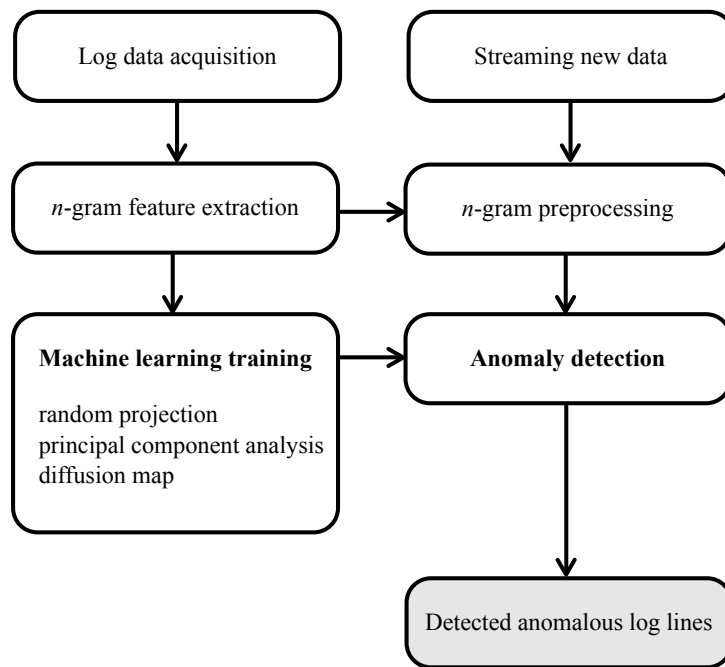 Log data acquisition
Streaming new data
n-gram feature extraction
n-gram preprocessing
Machine learning training
random projection
principal component analysis
diffusion map
Anomaly detection
Detected anomalous log lines